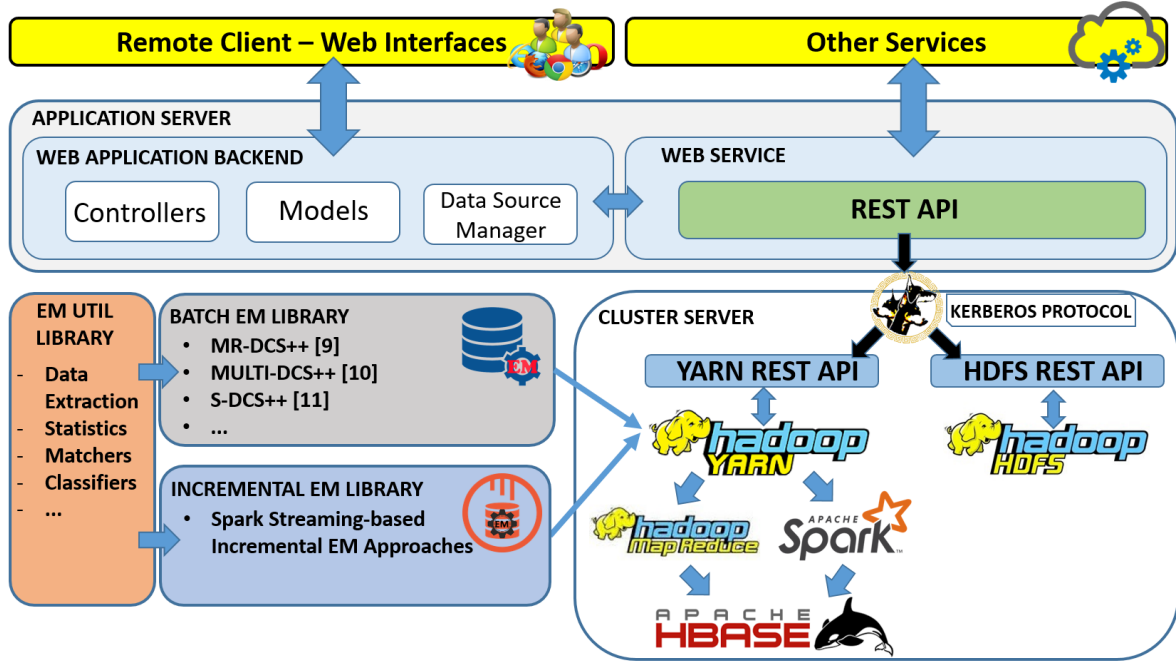 Remote Client – Web Interfaces
Other Services
APPLICATION SERVER
WEB APPLICATION BACKEND
Controllers
Models
Data Source
Manager
WEB SERVICE
REST API
EM UTIL
LIBRARY
- Data
Extraction
- Statistics
- Matchers
- Classifiers
- ...
BATCH EM LIBRARY
• MR-DCS++ [9]
• MULTI-DCS++ [10]
• S-DCS++ [11]
• ...
EM
INCREMENTAL EM LIBRARY
• Spark Streaming-based
Incremental EM Approaches
EM
CLUSTER SERVER
KERBEROS PROTOCOL
YARN REST API
HDFS REST API
hadoop
YARN
hadoop
HDFS
hadoop
Map Reduce
APACHE
Spark™
APACHE
HBASE